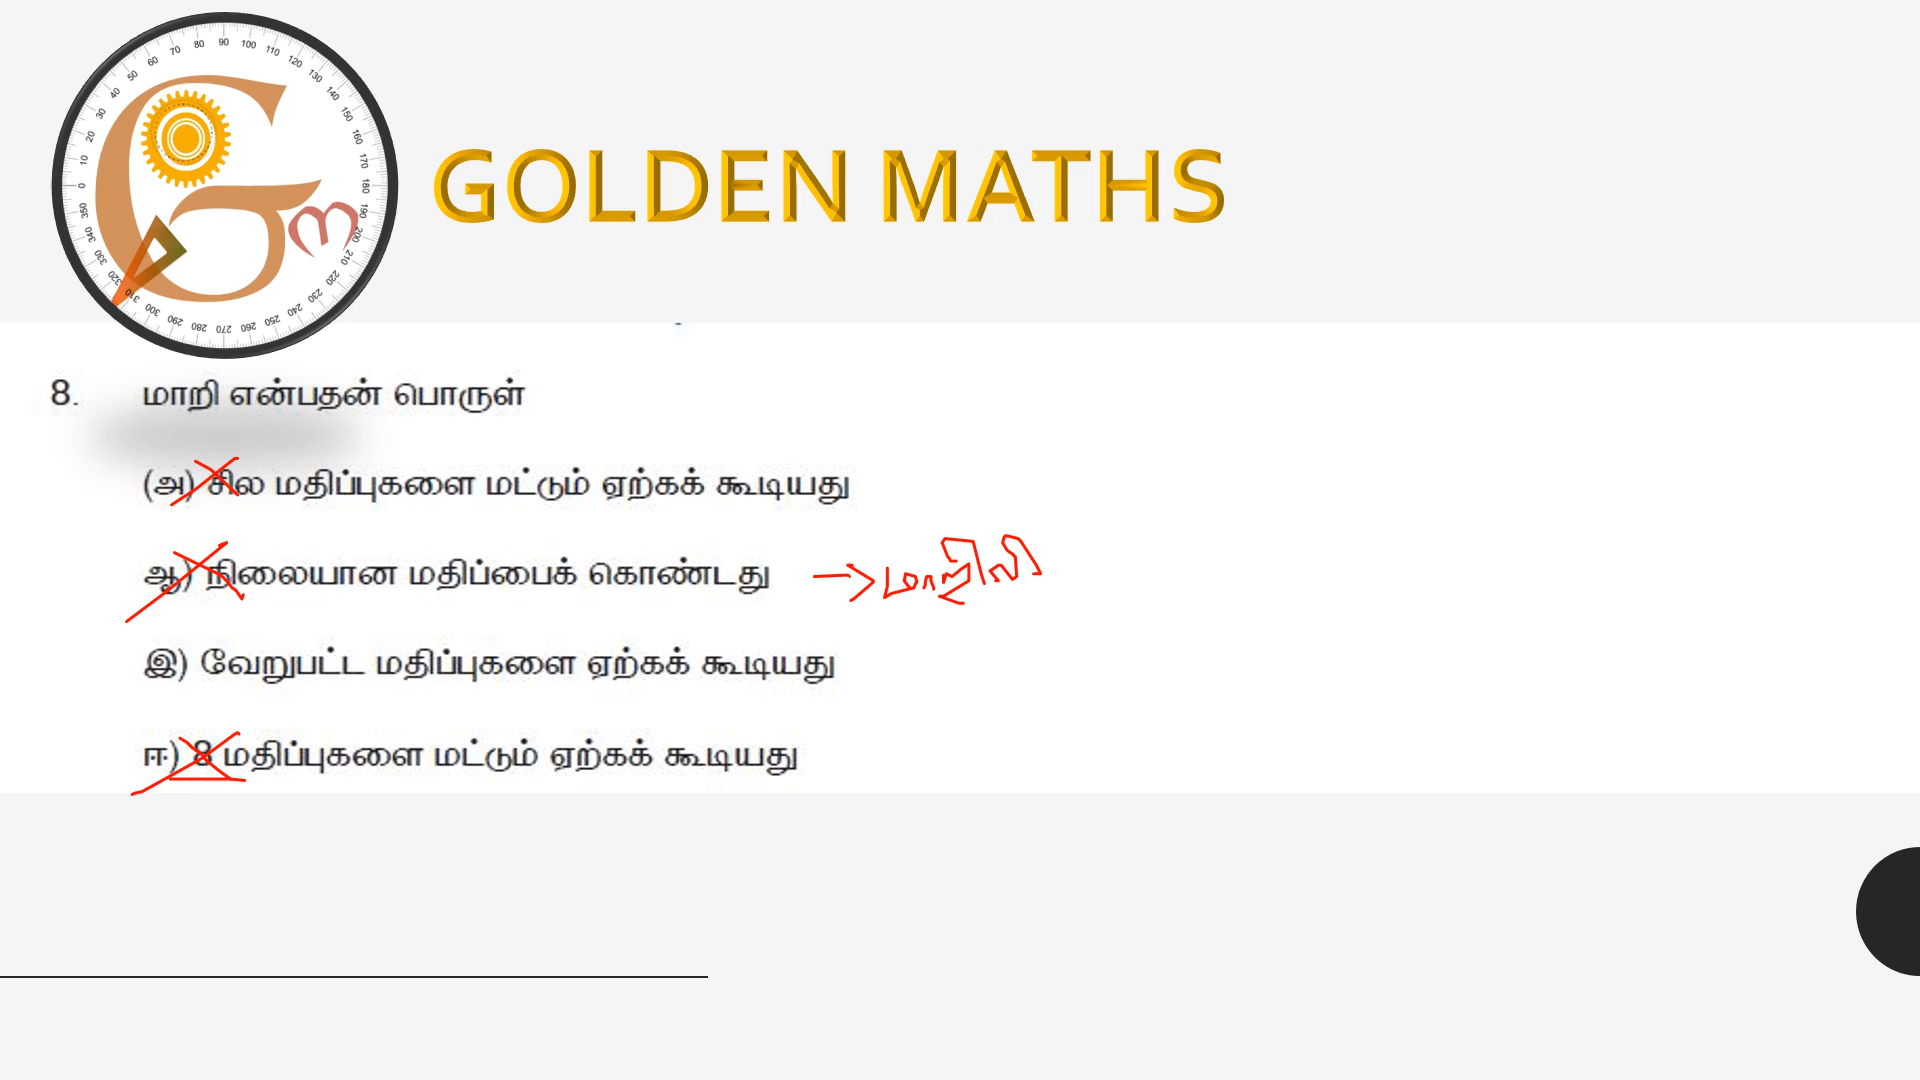 GOLDEN MATHS
8. மாறி என்பதன் பொருள்
(அ) சில மதிப்புகளை மட்டும் ஏற்கக் கூடியது
ஆ) நிலையான மதிப்பைக் கொண்டது → மாறிலி
இ) வேறுபட்ட மதிப்புகளை ஏற்கக் கூடியது
ஈ) 8 மதிப்புகளை மட்டும் ஏற்கக் கூடியது